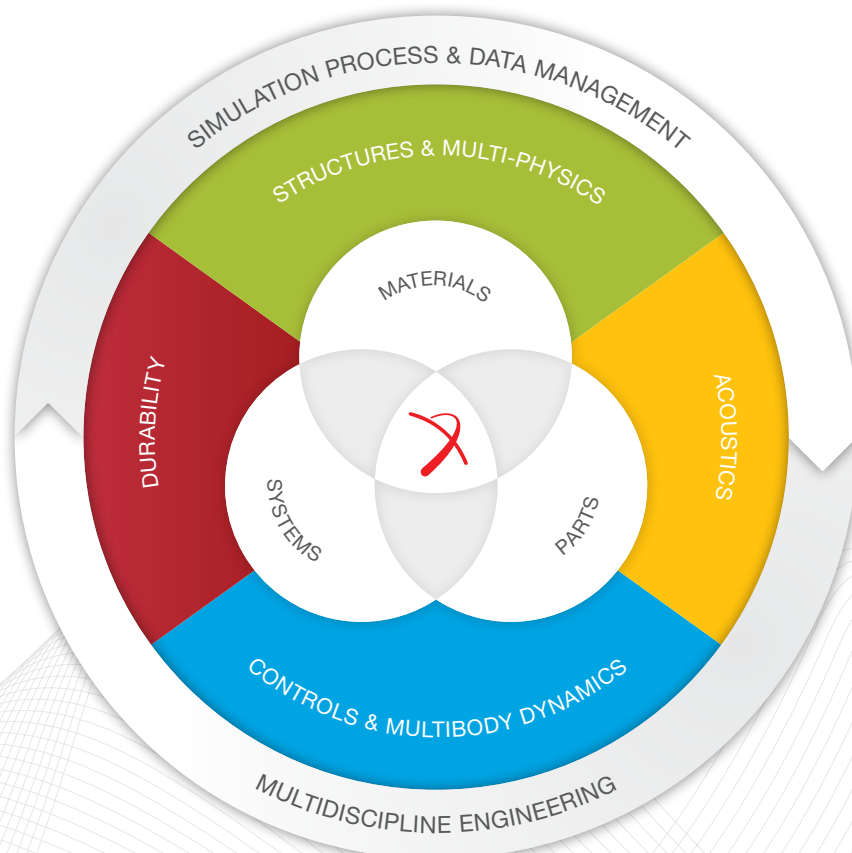 SIMULATION PROCESS & DATA MANAGEMENT
STRUCTURES & MULTI-PHYSICS
MATERIALS
DURABILITY
ACOUSTICS
SYSTEMS
PARTS
CONTROLS & MULTIBODY DYNAMICS
MULTIDISCIPLINE ENGINEERING